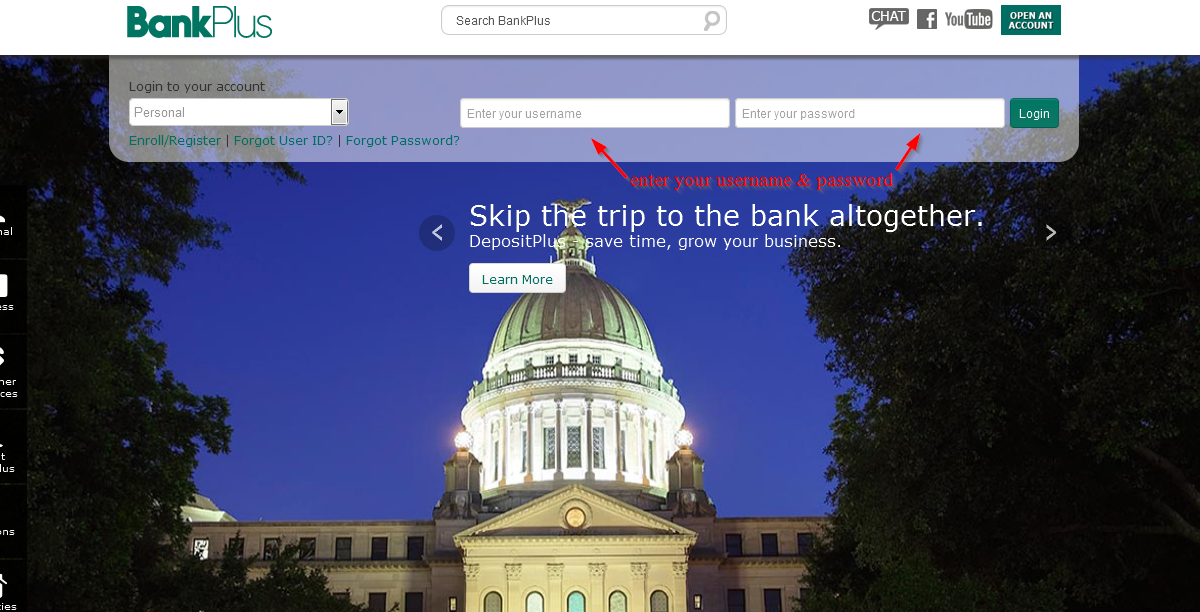 BankPlus
Search BankPlus
CHAT
f
YouTube
OPEN AN
ACCOUNT
Login to your account
Personal
Enter your username
Enter your password
Login
Enroll/Register | Forgot User ID? | Forgot Password?
enter your username & password
Skip the trip to the bank altogether.
DepositPlus - save time, grow your business.
Learn More
nal
ess
ner
ces
t
lus
ons
ties